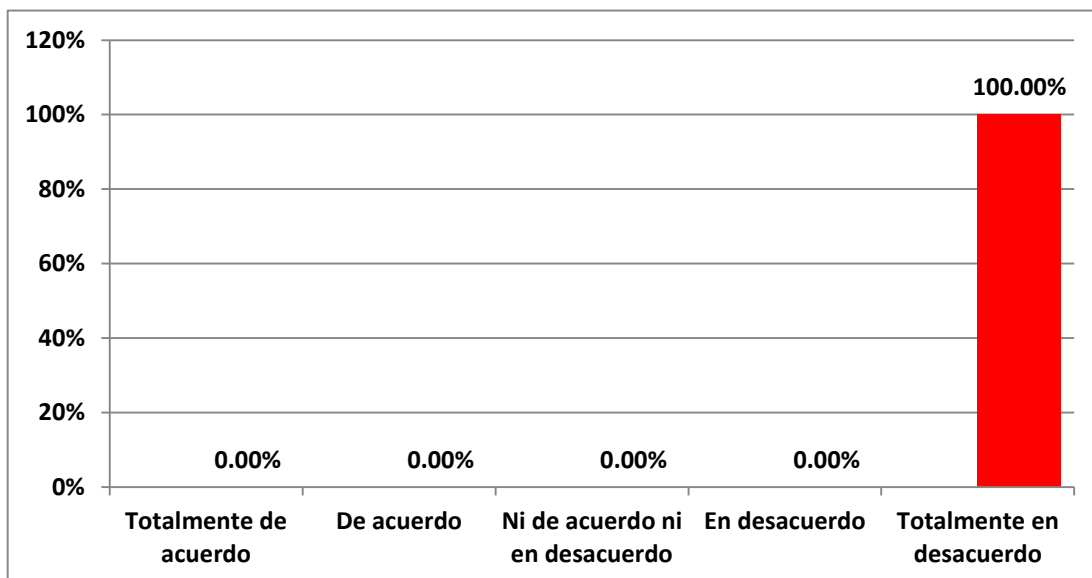 120%
100.00%
100%
80%
60%
40%
20%
0.00% 0.00% 0.00% 0.00%
0%
Totalmente de acuerdo
De acuerdo
Ni de acuerdo ni en desacuerdo
En desacuerdo
Totalmente en desacuerdo